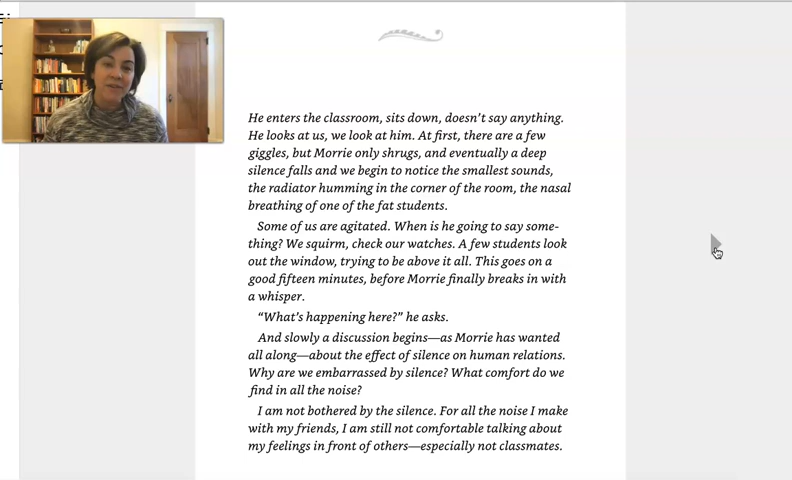 He enters the classroom, sits down, doesn't say anything.
He looks at us, we look at him. At first, there are a few
giggles, but Morrie only shrugs, and eventually a deep
silence falls and we begin to notice the smallest sounds,
the radiator humming in the corner of the room, the nasal
breathing of one of the fat students.
Some of us are agitated. When is he going to say some-
thing? We squirm, check our watches. A few students look
out the window, trying to be above it all. This goes on a
good fifteen minutes, before Morrie finally breaks in with
a whisper.
“What's happening here?” he asks.
And slowly a discussion begins—as Morrie has wanted
all along—about the effect of silence on human relations.
Why are we embarrassed by silence? What comfort do we
find in all the noise?
I am not bothered by the silence. For all the noise I make
with my friends, I am still not comfortable talking about
my feelings in front of others—especially not classmates.